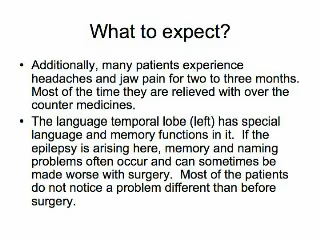 What to expect?
• Additionally, many patients experience
headaches and jaw pain for two to three months.
Most of the time they are relieved with over the
counter medicines.
• The language temporal lobe (left) has special
language and memory functions in it.  If the
epilepsy is arising here, memory and naming
problems often occur and can sometimes be
made worse with surgery.  Most of the patients
do not notice a problem different than before
surgery.